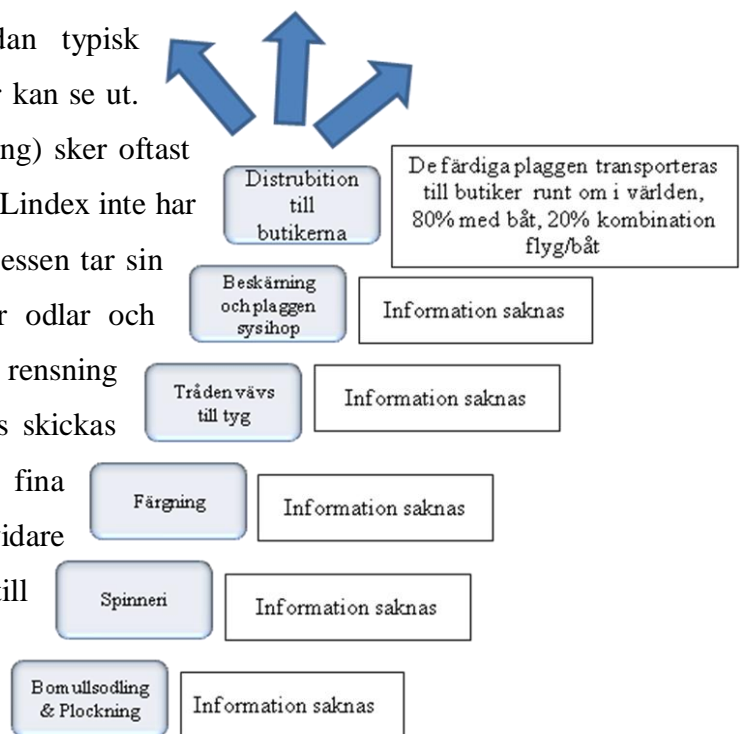 dan typisk
r kan se ut.
ng) sker oftast
Lindex inte har
essen tar sin
r odlar och
rensning
s skickas
fina
vidare
till
Distrubition
till
butikerna
De färdiga plaggen transporteras
till butiker runt om i världen,
80% med båt, 20% kombination
flyg/båt
Beskärning
och plaggen
sys ihop
Information saknas
Tråden vävs
till tyg
Information saknas
Färgning
Information saknas
Spinneri
Information saknas
Bomullsodling
& Plockning
Information saknas